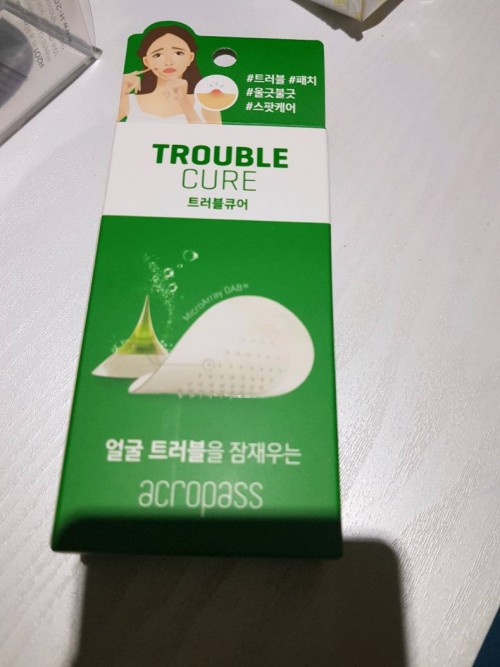 #트러블 #패치
#울긋불긋
#스팟케어
TROUBLE
CURE
트러블큐어
MicroArray DAB®
얼굴 트러블을 잠재우는
acropass